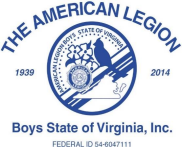 THE AMERICAN LEGION
AMERICAN LEGION BOYS STATE OF VIRGINIA
1939 2014
Boys State of Virginia, Inc.
FEDERAL ID 54-6047111